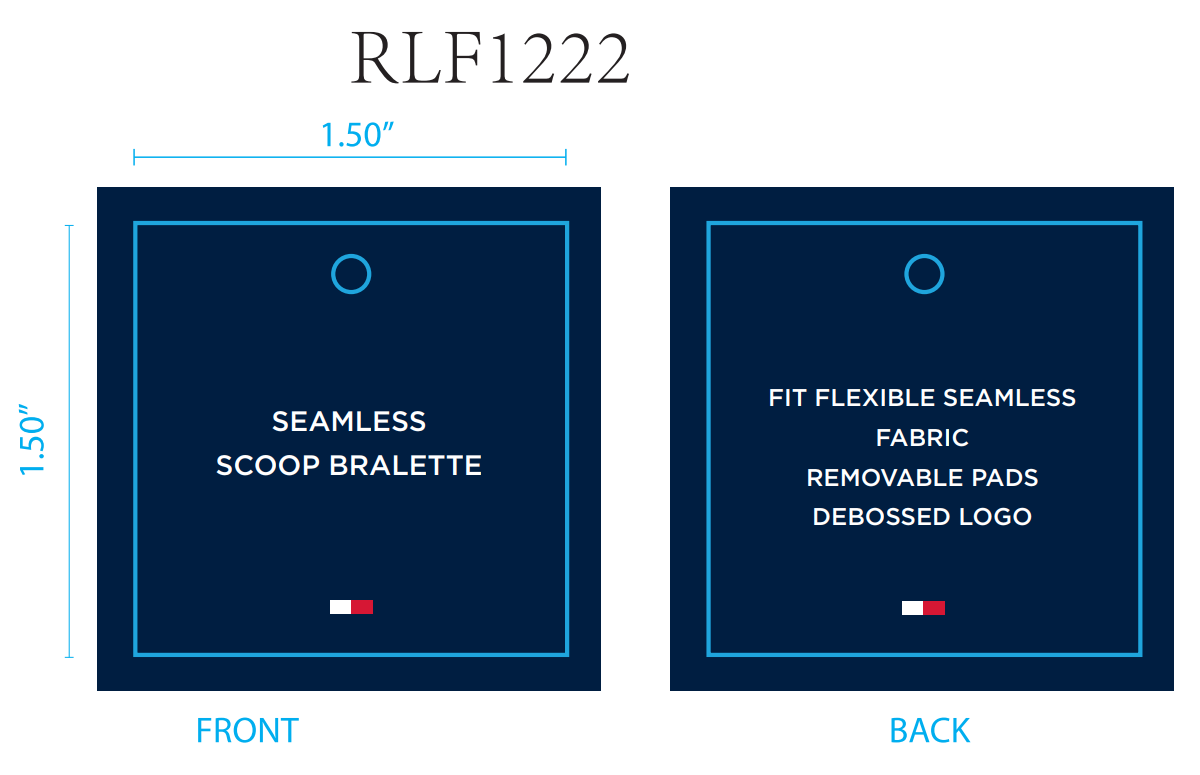 RLF1222
1.50″
1.50″
SEAMLESS
SCOOP BRALETTE
FIT FLEXIBLE SEAMLESS
FABRIC
REMOVABLE PADS
DEBOSSED LOGO
FRONT
BACK